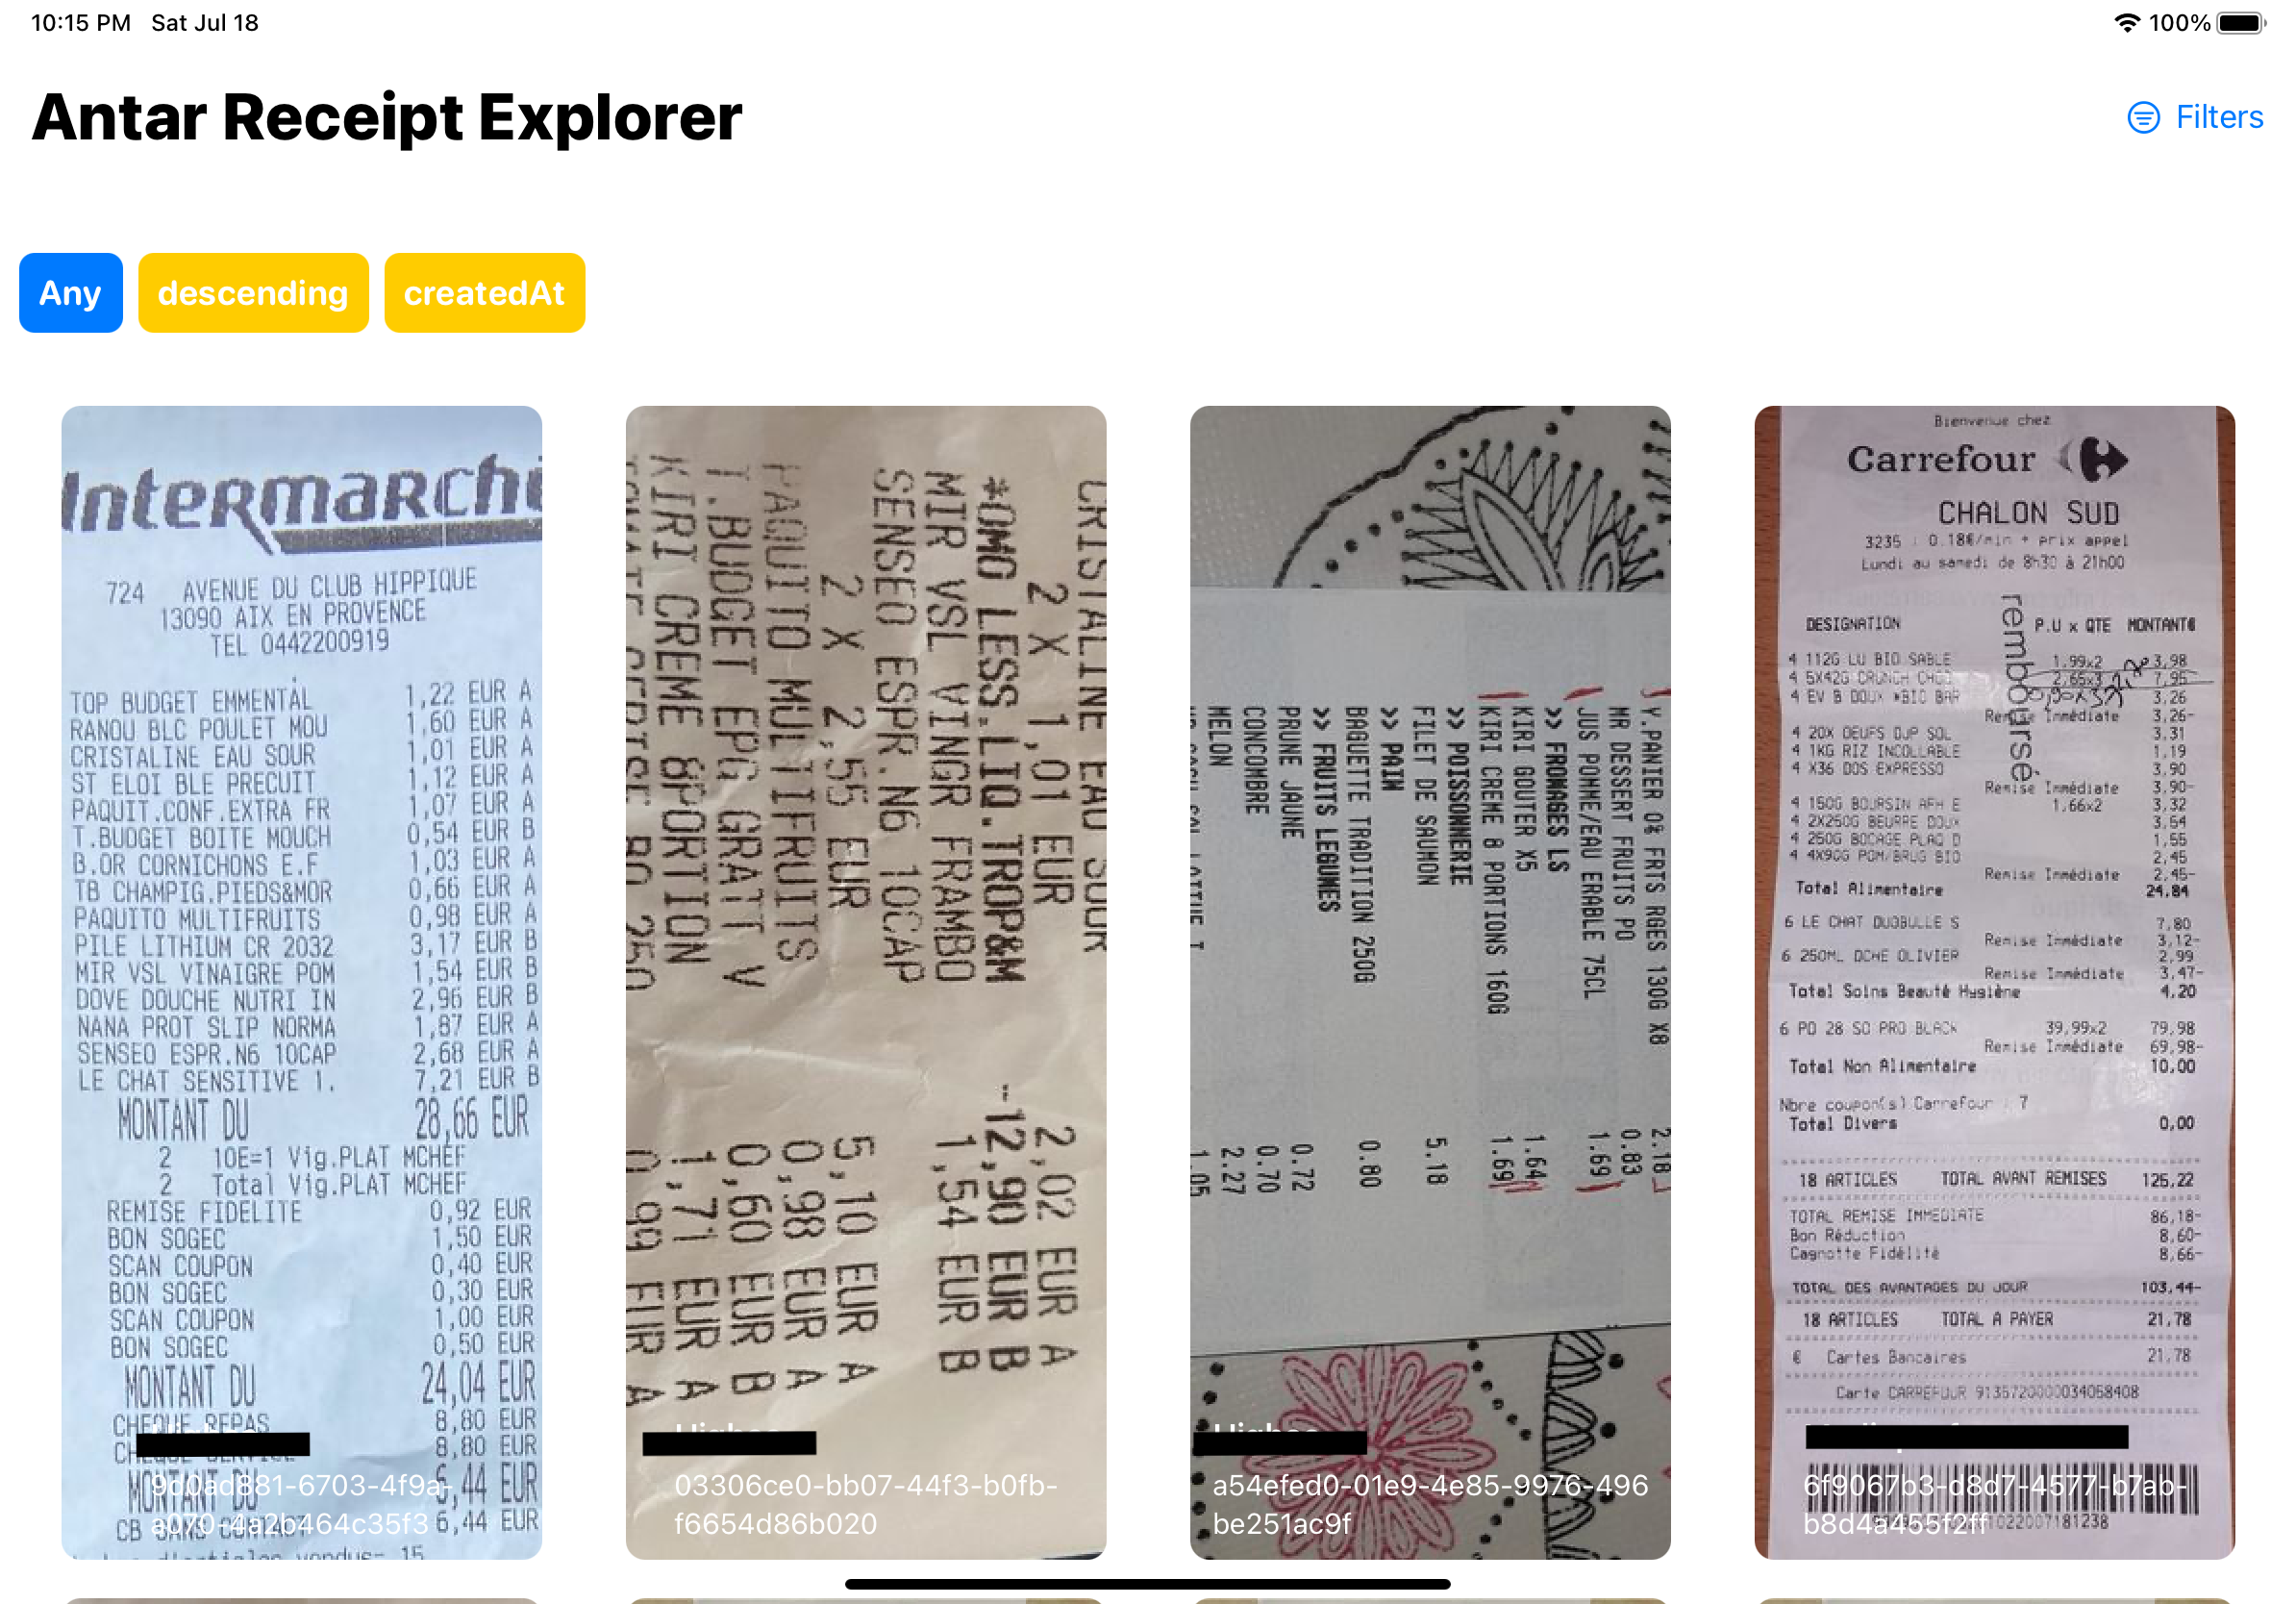 10:15 PM Sat Jul 18
100%
Antar Receipt Explorer
Filters
Any
descending
createdAt
InteRmaRché
724 AVENUE DU CLUB HIPPIQUE
13090 AIX EN PROVENCE
TEL 0442200919
TOP BUDGET EMMENTAL 1,22 EUR A
RANOU BLC POULET MOU 1,60 EUR A
CRISTALINE EAU SOUR 1,01 EUR A
ST ELOI BLE PRECUIT 1,12 EUR A
PAQUIT.CONF.EXTRA FR 1,07 EUR A
T.BUDGET BOITE MOUCH 0,54 EUR B
B.OR CORNICHONS E.F 1,03 EUR A
TB CHAMPIG.PIEDS&MOR 0,66 EUR A
PAQUITO MULTIFRUITS 0,98 EUR A
PILE LITHIUM CR 2032 3,17 EUR B
MIR VSL VINAIGRE POM 1,54 EUR B
DOVE DOUCHE NUTRI IN 2,96 EUR B
NANA PROT SLIP NORMA 1,87 EUR A
SENSEO ESPR.N6 10CAP 2,68 EUR A
LE CHAT SENSITIVE 1. 7,21 EUR B
MONTANT DU 28,66 EUR
2 10E=1 Vig.PLAT MCHEF
2 Total Vig.PLAT MCHEF
REMISE FIDELITE 0,92 EUR
BON SOGEC 1,50 EUR
SCAN COUPON 0,40 EUR
BON SOGEC 0,30 EUR
SCAN COUPON 1,00 EUR
BON SOGEC 0,50 EUR
MONTANT DU 24,04 EUR
CHEQUE REPAS 8,80 EUR
8,80 EUR
MONTANT DU 6,44 EUR
CB SANS CONTACT 6,44 EUR
9d0ad881-6703-4f9a-
a070-4a2b464c35f3
CRISTALINE EAU SOUR
2 X 1,01 EUR 2,02 EUR A
*OMO LESS.LIQ.TROP&M -12,90 EUR B
MIR VSL VINGR FRAMBO 1,54 EUR B
SENSEO ESPR.N6 10CAP
2 X 2,55 EUR 5,10 EUR A
PAQUITO MULTIFRUITS 0,98 EUR A
T.BUDGET EPG GRATT V 0,60 EUR B
KIRI CREME 8PORTION 1,71 EUR A
0,99 EUR A
03306ce0-bb07-44f3-b0fb-
f6654d86b020
Y.PANIER 0% FRTS RGES 130G X8 2.18
MR DESSERT FRUITS PO 0.83
JUS POMME/EAU ERABLE 75CL 1.69
>> FROMAGES LS
KIRI GOUTER X5 1.64
KIRI CREME 8 PORTIONS 160G 1.69
>> POISSONNERIE
FILET DE SAUMON 5.18
>> PAIN
BAGUETTE TRADITION 250G 0.80
>> FRUITS LEGUMES
PRUNE JAUNE 0.72
CONCOMBRE 0.70
MELON 2.27
1.05
a54efed0-01e9-4e85-9976-496
be251ac9f
Bienvenue chez
Carrefour
CHALON SUD
3235 : 0.18€/min + prix appel
Lundi au samedi de 8h30 à 21h00
remboursé
DESIGNATION P.U x QTE MONTANT€
4 112G LU BIO SABLE 1.99x2 3,98
4 5X42G CRUNCH CHOC 2,65x3 7,95
4 EV B DOUX *BIO BAR 3,26
Remise Immédiate 3,26-
4 20X OEUFS DJP SOL 3,31
4 1KG RIZ INCOLLABLE 1,19
4 X36 DOS EXPRESSO 3,90
Remise Immédiate 3,90-
4 150G BOURSIN AFH E 1,66x2 3,32
4 2X250G BEURRE DOUX 3,54
4 250G BOCAGE PLAQ D 1,55
4 4X90G POM/BRUG BIO 2,45
Remise Immédiate 2,45-
Total Alimentaire 24,84
6 LE CHAT DUOBULLE S 7,80
Remise Immédiate 3,12-
6 250ML DCHE OLIVIER 2,99
Remise Immédiate 3,47-
Total Soins Beauté Hygiène 4,20
6 PO 28 SO PRO BLACK 39,99x2 79,98
Remise Immédiate 69,98-
Total Non Alimentaire 10,00
Nbre coupon(s) Carrefour : 7
Total Divers 0,00
18 ARTICLES TOTAL AVANT REMISES 125,22
TOTAL REMISE IMMEDIATE 86,18-
Bon Réduction 8,60-
Cagnotte Fidélité 8,66-
TOTAL DES AVANTAGES DU JOUR 103,44-
18 ARTICLES TOTAL A PAYER 21,78
€ Cartes Bancaires 21,78
Carte CARREFOUR 9135720000034058408
6f9067b3-d8d7-4577-b7ab-
b8d4a455f2ff